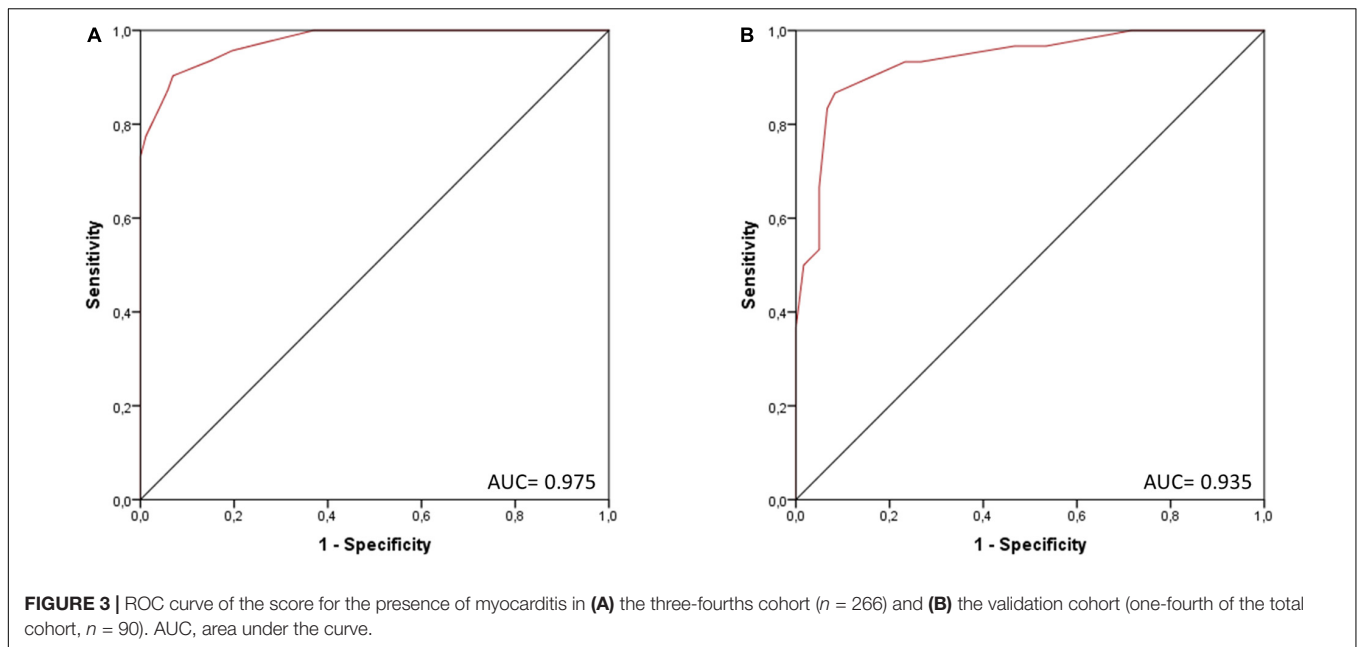 A
1,0
0,8
0,6
0,4
0,2
0,0
Sensitivity
AUC= 0.975
0,0 0,2 0,4 0,6 0,8 1,0
1 - Specificity
B
1,0
0,8
0,6
0,4
0,2
0,0
Sensitivity
AUC= 0.935
0,0 0,2 0,4 0,6 0,8 1,0
1 - Specificity
FIGURE 3 | ROC curve of the score for the presence of myocarditis in (A) the three-fourths cohort (n = 266) and (B) the validation cohort (one-fourth of the total
cohort, n = 90). AUC, area under the curve.